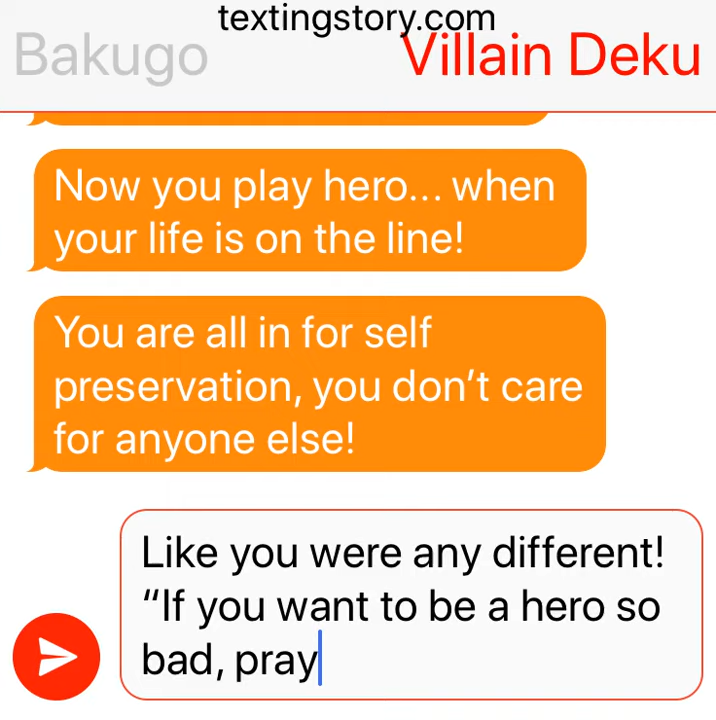 textingstory.com
Bakugo
Villain Deku
Now you play hero... when
your life is on the line!
You are all in for self
preservation, you don’t care
for anyone else!
Like you were any different!
“If you want to be a hero so
bad, pray